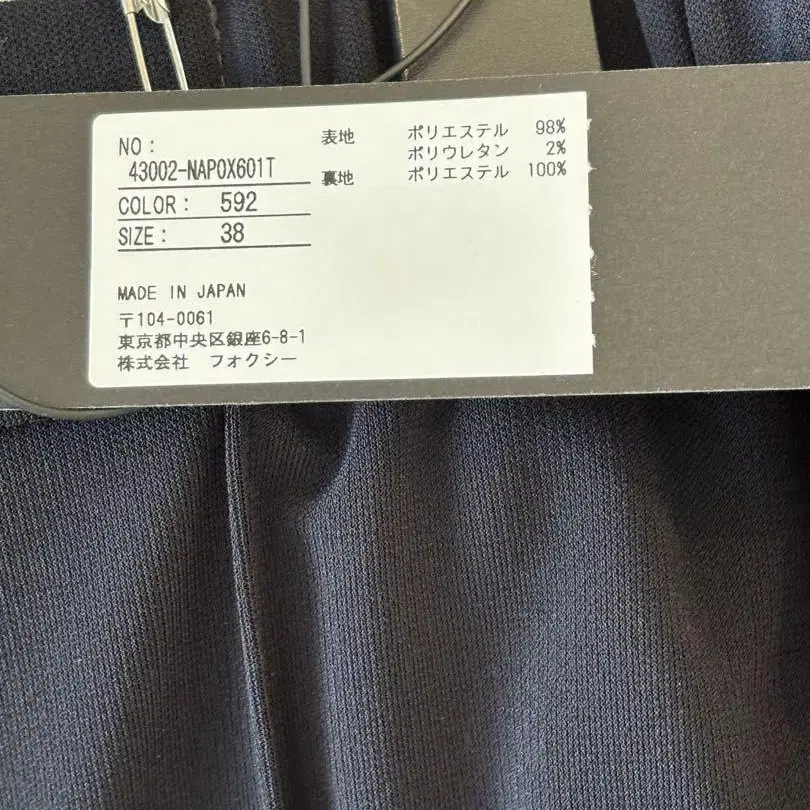 NO :
43002-NAPOX601T
COLOR : 592
SIZE : 38
表地 ポリエステル 98%
ポリウレタン 2%
裏地 ポリエステル 100%
MADE IN JAPAN
〒104-0061
東京都中央区銀座6-8-1
株式会社 フォクシー